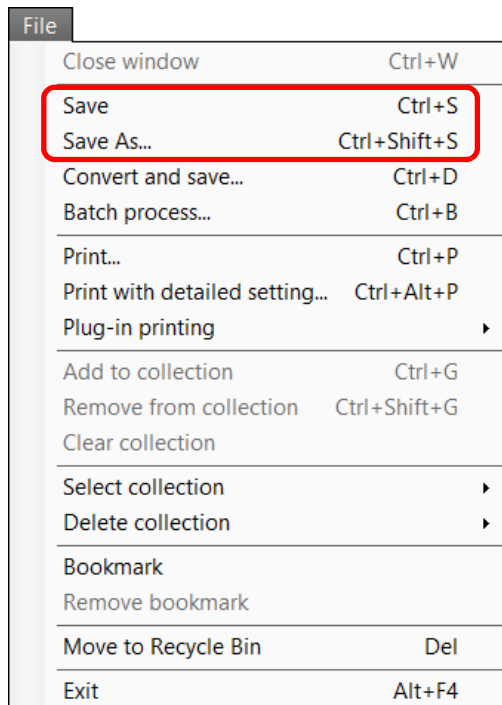 File
Close window Ctrl+W
Save Ctrl+S
Save As... Ctrl+Shift+S
Convert and save... Ctrl+D
Batch process... Ctrl+B
Print... Ctrl+P
Print with detailed setting... Ctrl+Alt+P
Plug-in printing
Add to collection Ctrl+G
Remove from collection Ctrl+Shift+G
Clear collection
Select collection
Delete collection
Bookmark
Remove bookmark
Move to Recycle Bin Del
Exit Alt+F4